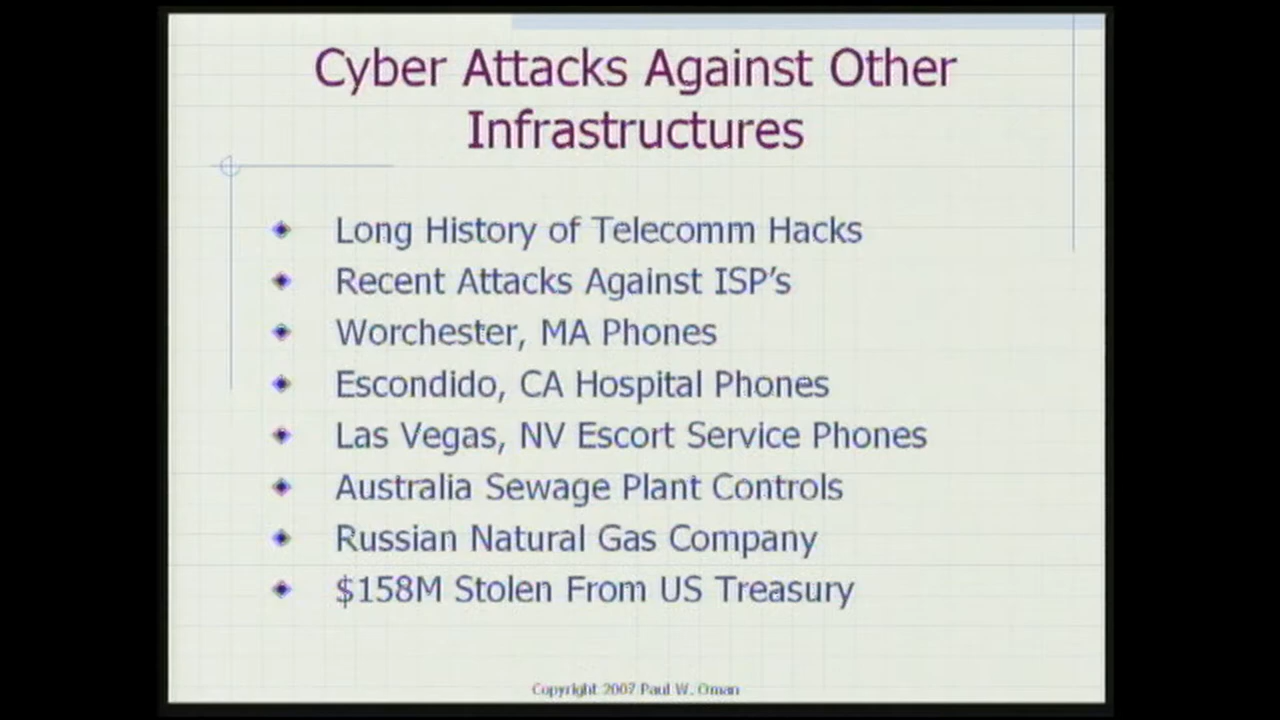 Cyber Attacks Against Other
Infrastructures
Long History of Telecomm Hacks
Recent Attacks Against ISP's
Worchester, MA Phones
Escondido, CA Hospital Phones
Las Vegas, NV Escort Service Phones
Australia Sewage Plant Controls
Russian Natural Gas Company
$158M Stolen From US Treasury
Copyright 2007 Paul W. Oman